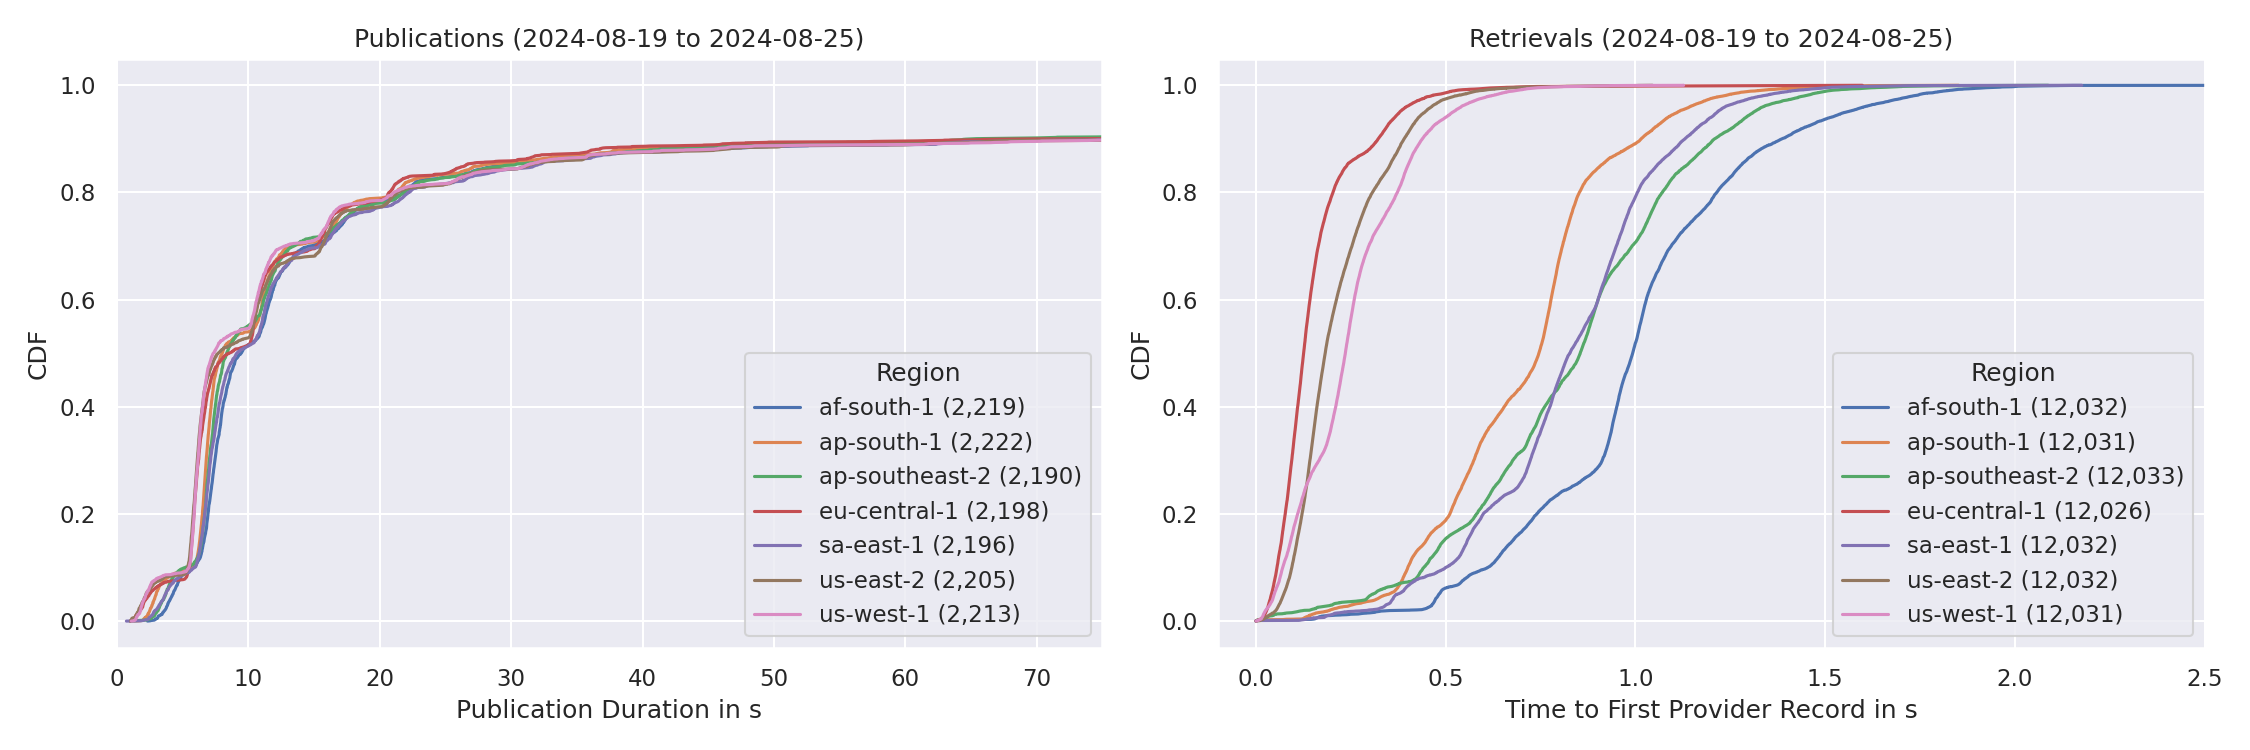 Publications (2024-08-19 to 2024-08-25)
CDF
1.0
0.8
0.6
0.4
0.2
0.0
0 10 20 30 40 50 60 70
Publication Duration in s
Region
af-south-1 (2,219)
ap-south-1 (2,222)
ap-southeast-2 (2,190)
eu-central-1 (2,198)
sa-east-1 (2,196)
us-east-2 (2,205)
us-west-1 (2,213)
Retrievals (2024-08-19 to 2024-08-25)
CDF
1.0
0.8
0.6
0.4
0.2
0.0
0.0 0.5 1.0 1.5 2.0 2.5
Time to First Provider Record in s
Region
af-south-1 (12,032)
ap-south-1 (12,031)
ap-southeast-2 (12,033)
eu-central-1 (12,026)
sa-east-1 (12,032)
us-east-2 (12,032)
us-west-1 (12,031)